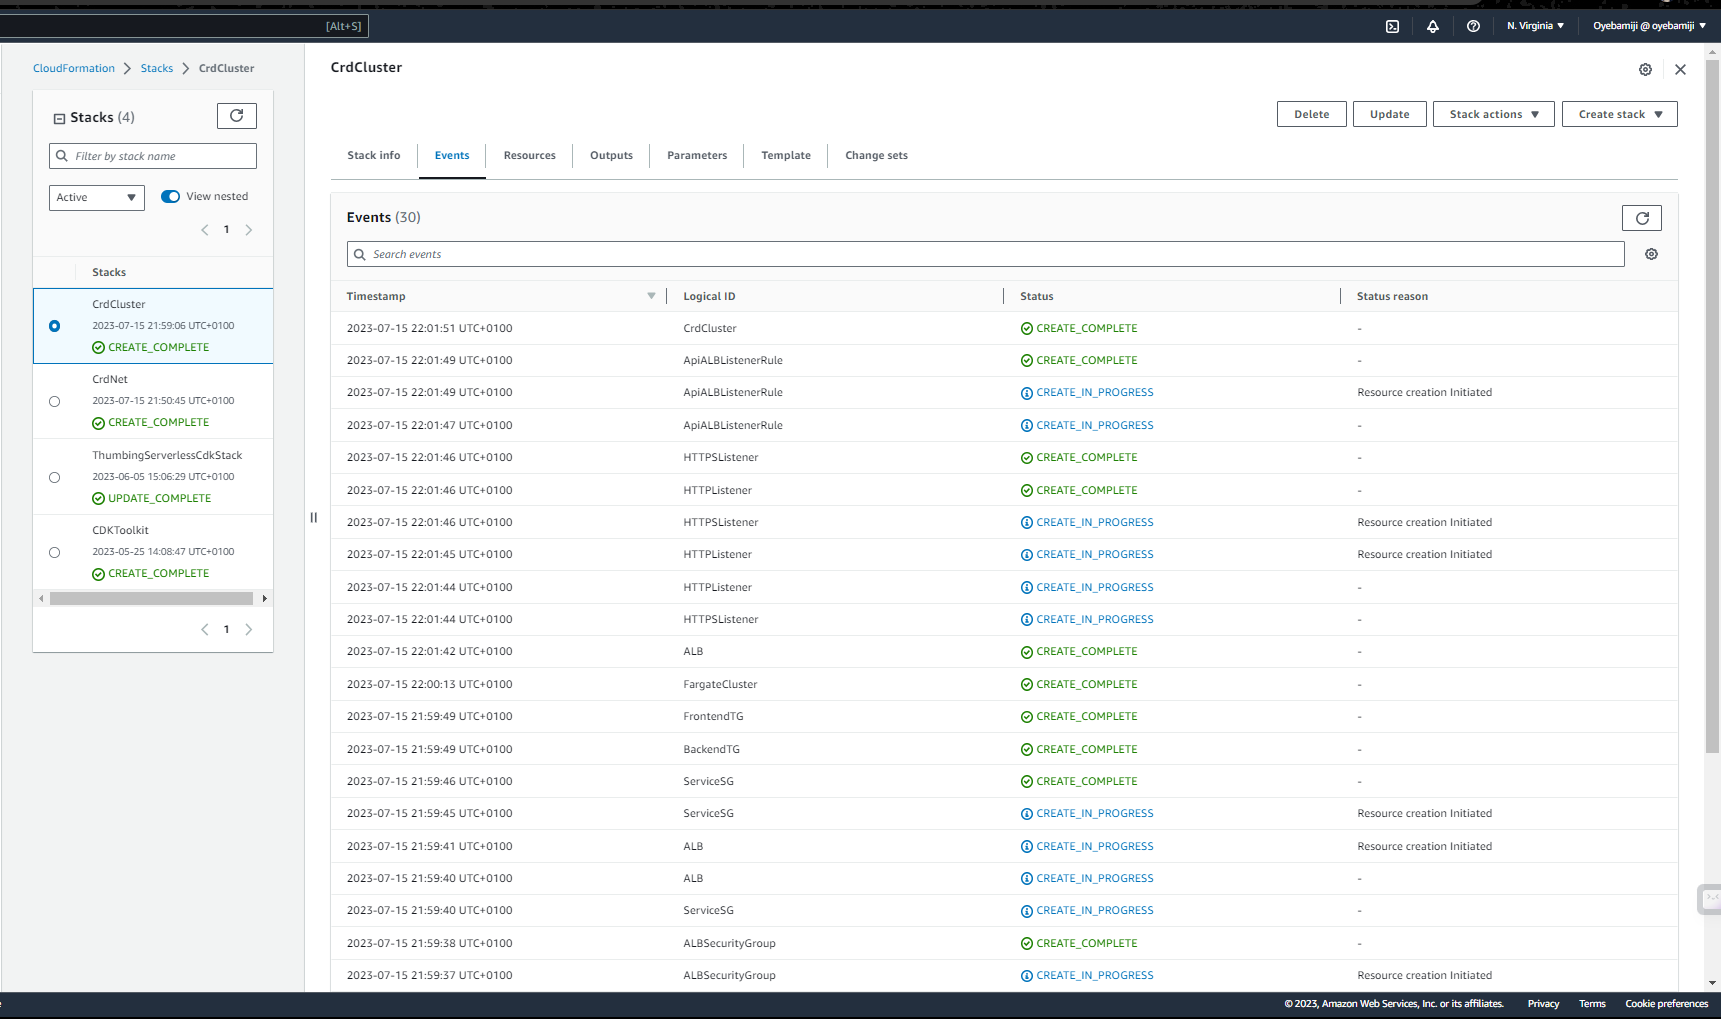 [Alt+S]
N. Virginia
Oyebamiji @ oyebamiji
CloudFormation
Stacks
CrdCluster
Stacks (4)
Filter by stack name
Active
View nested
1
Stacks
CrdCluster
2023-07-15 21:59:06 UTC+0100
CREATE_COMPLETE
CrdNet
2023-07-15 21:50:45 UTC+0100
CREATE_COMPLETE
ThumbingServerlessCdkStack
2023-06-05 15:06:29 UTC+0100
UPDATE_COMPLETE
CDKToolkit
2023-05-25 14:08:47 UTC+0100
CREATE_COMPLETE
1
CrdCluster
Delete Update Stack actions Create stack
Stack info Events Resources Outputs Parameters Template Change sets
Events (30)
Search events
Timestamp Logical ID Status Status reason
2023-07-15 22:01:51 UTC+0100 CrdCluster CREATE_COMPLETE -
2023-07-15 22:01:49 UTC+0100 ApiALBListenerRule CREATE_COMPLETE -
2023-07-15 22:01:49 UTC+0100 ApiALBListenerRule CREATE_IN_PROGRESS Resource creation Initiated
2023-07-15 22:01:47 UTC+0100 ApiALBListenerRule CREATE_IN_PROGRESS -
2023-07-15 22:01:46 UTC+0100 HTTPSListener CREATE_COMPLETE -
2023-07-15 22:01:46 UTC+0100 HTTPListener CREATE_COMPLETE -
2023-07-15 22:01:46 UTC+0100 HTTPSListener CREATE_IN_PROGRESS Resource creation Initiated
2023-07-15 22:01:45 UTC+0100 HTTPListener CREATE_IN_PROGRESS Resource creation Initiated
2023-07-15 22:01:44 UTC+0100 HTTPListener CREATE_IN_PROGRESS -
2023-07-15 22:01:44 UTC+0100 HTTPSListener CREATE_IN_PROGRESS -
2023-07-15 22:01:42 UTC+0100 ALB CREATE_COMPLETE -
2023-07-15 22:00:13 UTC+0100 FargateCluster CREATE_COMPLETE -
2023-07-15 21:59:49 UTC+0100 FrontendTG CREATE_COMPLETE -
2023-07-15 21:59:49 UTC+0100 BackendTG CREATE_COMPLETE -
2023-07-15 21:59:46 UTC+0100 ServiceSG CREATE_COMPLETE -
2023-07-15 21:59:45 UTC+0100 ServiceSG CREATE_IN_PROGRESS Resource creation Initiated
2023-07-15 21:59:41 UTC+0100 ALB CREATE_IN_PROGRESS Resource creation Initiated
2023-07-15 21:59:40 UTC+0100 ALB CREATE_IN_PROGRESS -
2023-07-15 21:59:40 UTC+0100 ServiceSG CREATE_IN_PROGRESS -
2023-07-15 21:59:38 UTC+0100 ALBSecurityGroup CREATE_COMPLETE -
2023-07-15 21:59:37 UTC+0100 ALBSecurityGroup CREATE_IN_PROGRESS Resource creation Initiated
© 2023, Amazon Web Services, Inc. or its affiliates. Privacy Terms Cookie preferences